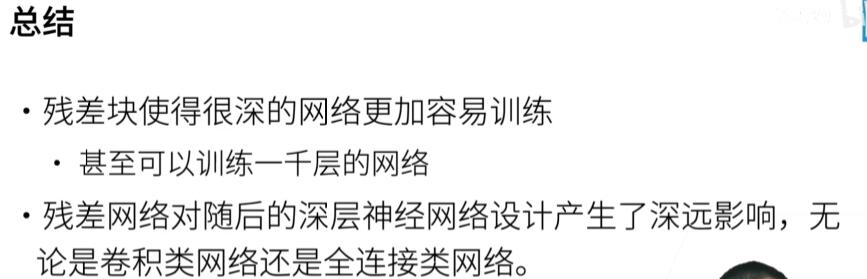 总结
• 残差块使得很深的网络更加容易训练
• 甚至可以训练一千层的网络
• 残差网络对随后的深层神经网络设计产生了深远影响，无
论是卷积类网络还是全连接类网络。